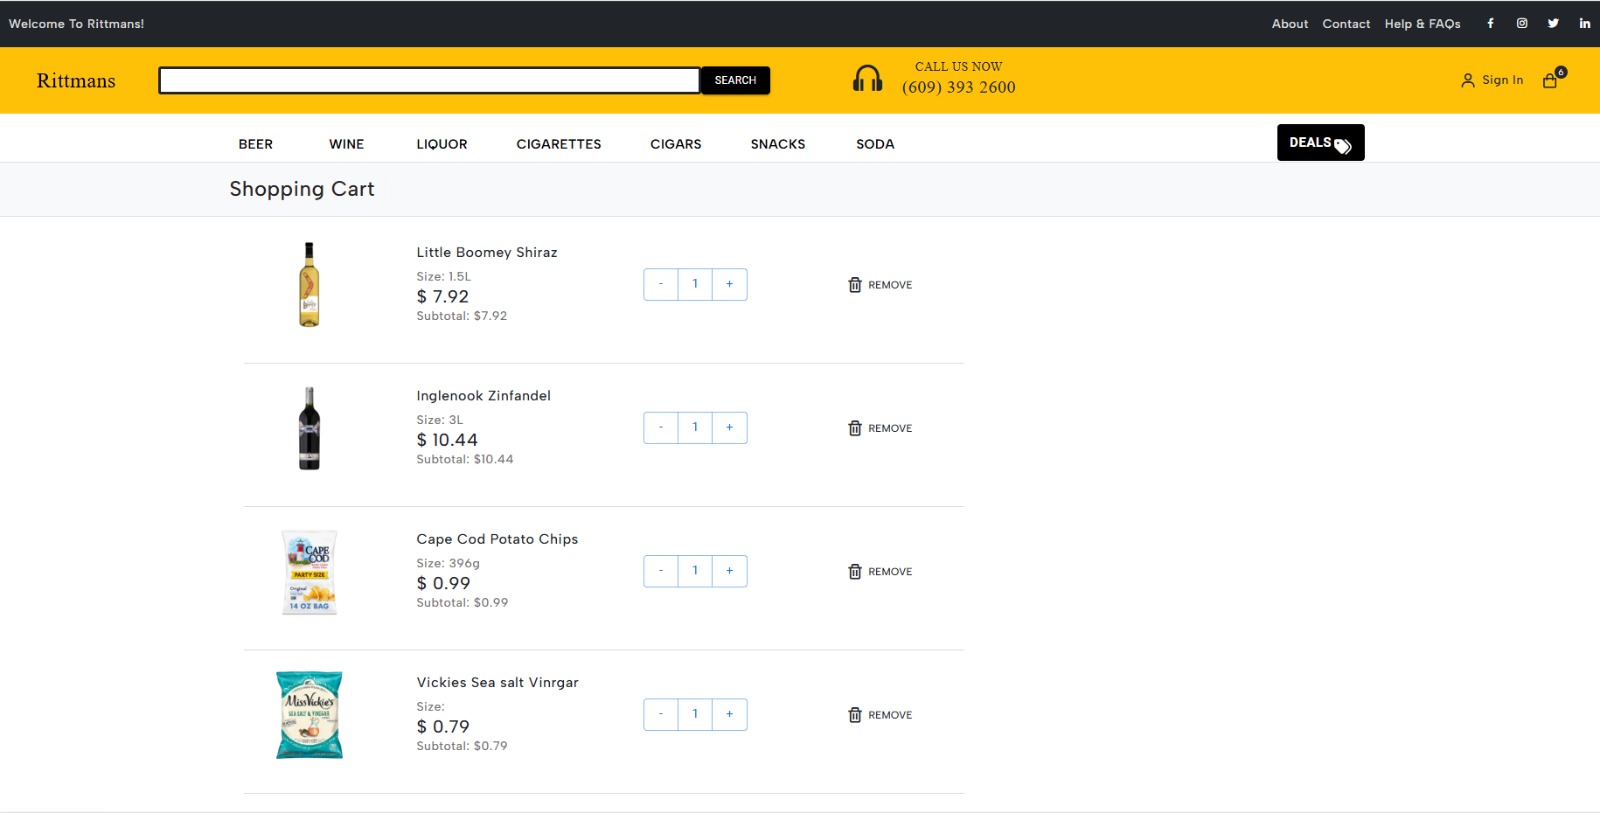 Welcome To Rittmans!
About Contact Help & FAQs
Rittmans
SEARCH
CALL US NOW
(609) 393 2600
Sign In
6
BEER WINE LIQUOR CIGARETTES CIGARS SNACKS SODA
DEALS
Shopping Cart
Little Boomey Shiraz
Size: 1.5L
$ 7.92
Subtotal: $7.92
- 1 +
REMOVE
Inglenook Zinfandel
Size: 3L
$ 10.44
Subtotal: $10.44
- 1 +
REMOVE
CAPE
COD
PARTY SIZE
Original
14 OZ BAG
Cape Cod Potato Chips
Size: 396g
$ 0.99
Subtotal: $0.99
- 1 +
REMOVE
Miss Vickie's
SEA SALT & VINEGAR
Vickies Sea salt Vinrgar
Size:
$ 0.79
Subtotal: $0.79
- 1 +
REMOVE